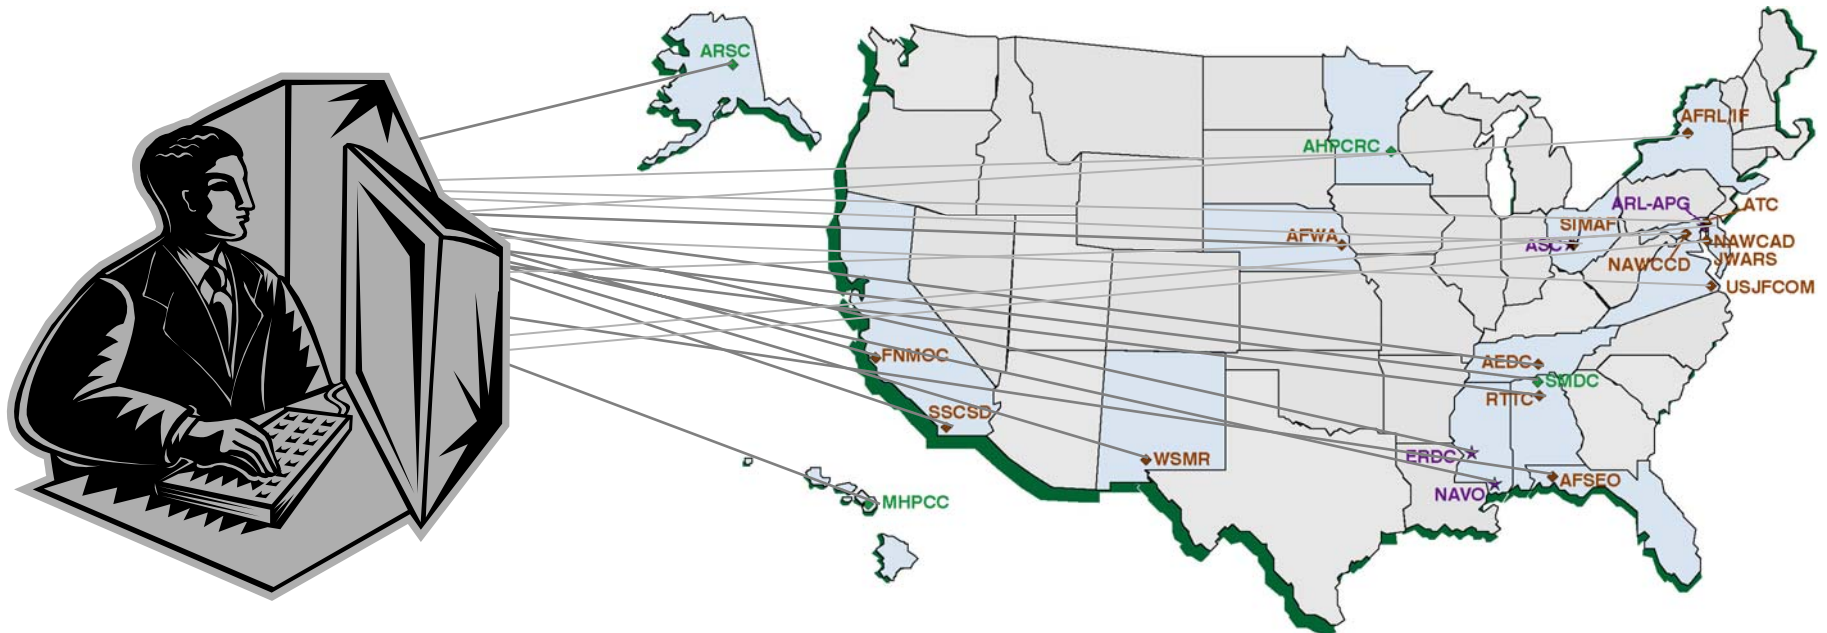 ARSC
AFRL/IF
AHPCRC
ARL-APG
ATC
SIMAF
AFWA
ASC
NAWCAD
JWARS
NAWCCD
USJFCOM
FNMOC
AEDC
SMDC
RTTC
SSCSD
ERDC
WSMR
AFSEO
NAVO
MHPCC